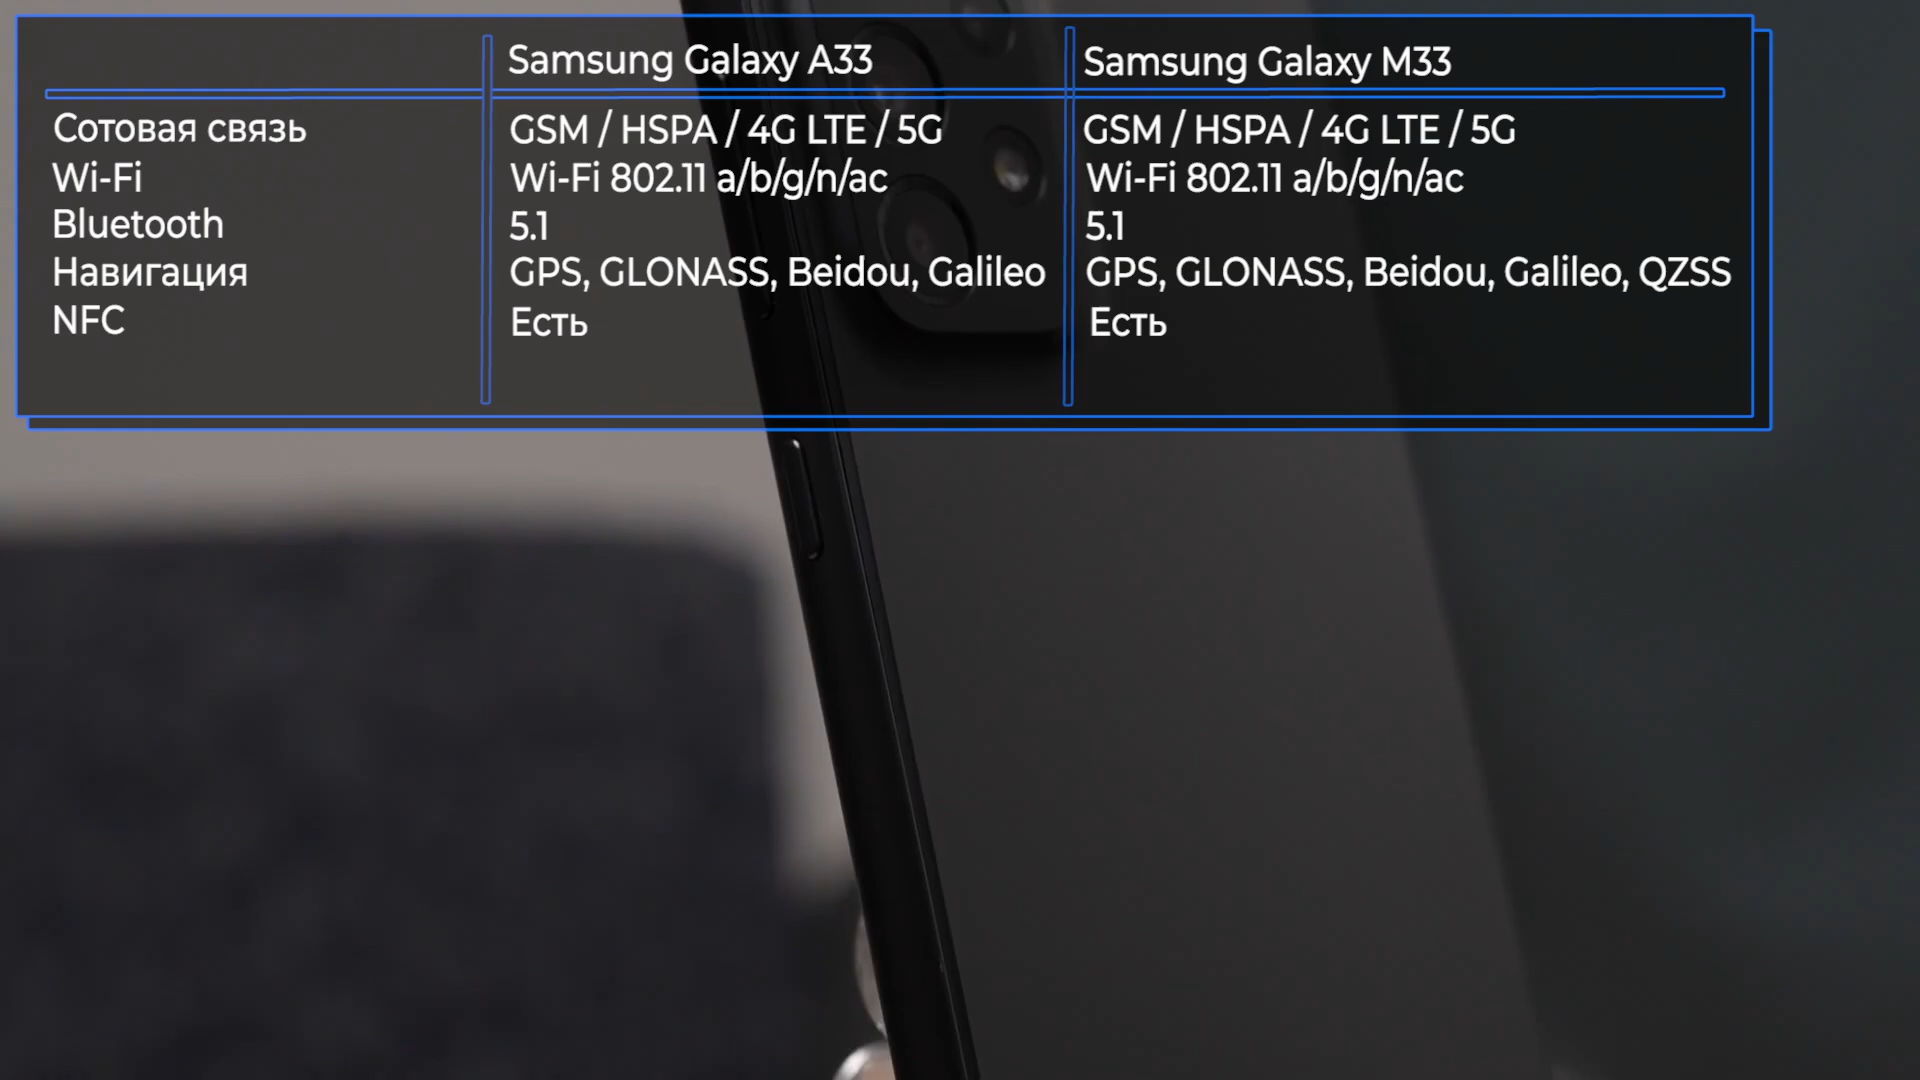 Samsung Galaxy A33 Samsung Galaxy M33
Сотовая связь GSM / HSPA / 4G LTE / 5G GSM / HSPA / 4G LTE / 5G
Wi-Fi Wi-Fi 802.11 a/b/g/n/ac Wi-Fi 802.11 a/b/g/n/ac
Bluetooth 5.1 5.1
Навигация GPS, GLONASS, Beidou, Galileo GPS, GLONASS, Beidou, Galileo, QZSS
NFC Есть Есть